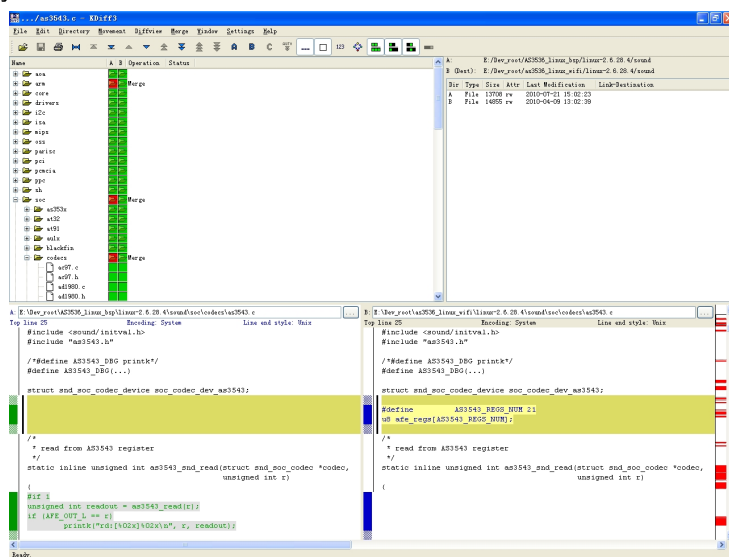 .../as3543.c - KDiff3
File Edit Directory Movement Diffview Merge Window Settings Help
A B C 123
Name A B Operation Status
aoa
arm Merge
core
drivers
i2c
isa
mips
oss
parisc
pci
pcmcia
ppc
sh
soc Merge
as353x
at32
at91
au1x
blackfin
codecs Merge
ac97.c
ac97.h
ad1980.c
ad1980.h
A: E:/Dev_root/AS3536_linux_bsp/linux-2.6.28.4/sound
B (Dest): E:/Dev_root/as3536_linux_wifi/linux-2.6.28.4/sound
Dir Type Size Attr Last Modification Link-Destination
A File 13708 rw 2010-07-21 15:02:23
B File 14855 rw 2010-04-09 13:02:39
A: E:\Dev_root\AS3536_linux_bsp\linux-2.6.28.4\sound\soc\codecs\as3543.c ...
Top line 25 Encoding: System Line end style: Unix
#include <sound/initval.h>
#include "as3543.h"
/*#define AS3543_DBG printk*/
#define AS3543_DBG(...)
struct snd_soc_codec_device soc_codec_dev_as3543;
/*
* read from AS3543 register
*/
static inline unsigned int as3543_snd_read(struct snd_soc_codec *codec,
unsigned int r)
{
#if 1
unsigned int readout = as3543_read(r);
if (AFE_OUT_L == r)
printk("rd:[%02x]%02x\n", r, readout);
B: E:\Dev_root\as3536_linux_wifi\linux-2.6.28.4\sound\soc\codecs\as3543.c ...
Top line 25 Encoding: System Line end style: Unix
#include <sound/initval.h>
#include "as3543.h"
/*#define AS3543_DBG printk*/
#define AS3543_DBG(...)
struct snd_soc_codec_device soc_codec_dev_as3543;
#define AS3543_REGS_NUM 21
u8 afe_regs[AS3543_REGS_NUM];
/*
* read from AS3543 register
*/
static inline unsigned int as3543_snd_read(struct snd_soc_codec *codec,
unsigned int r)
{
Ready.